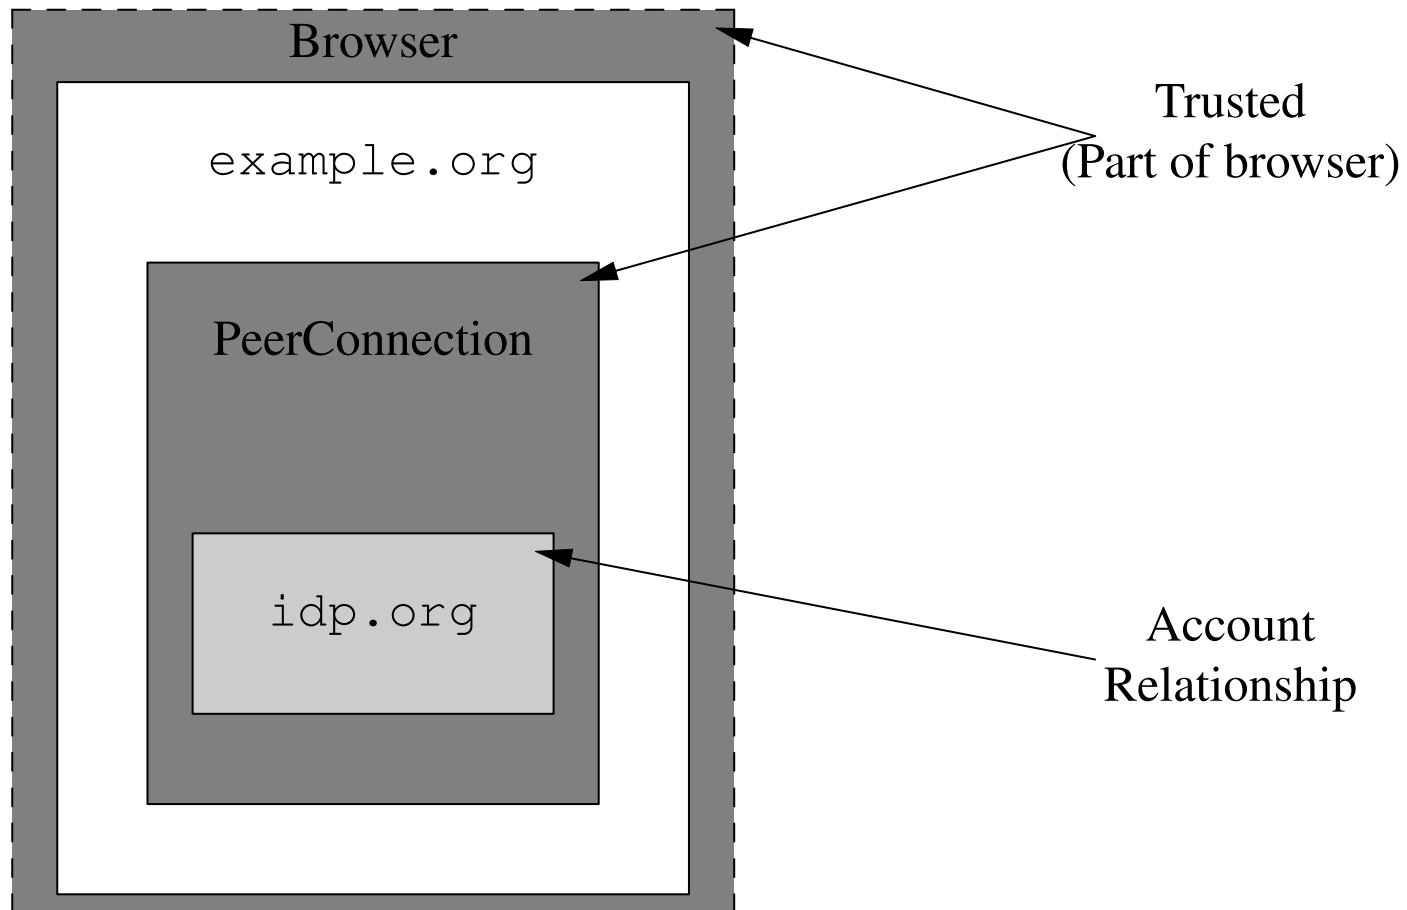 Browser
example.org
PeerConnection
idp.org
Trusted
(Part of browser)
Account
Relationship